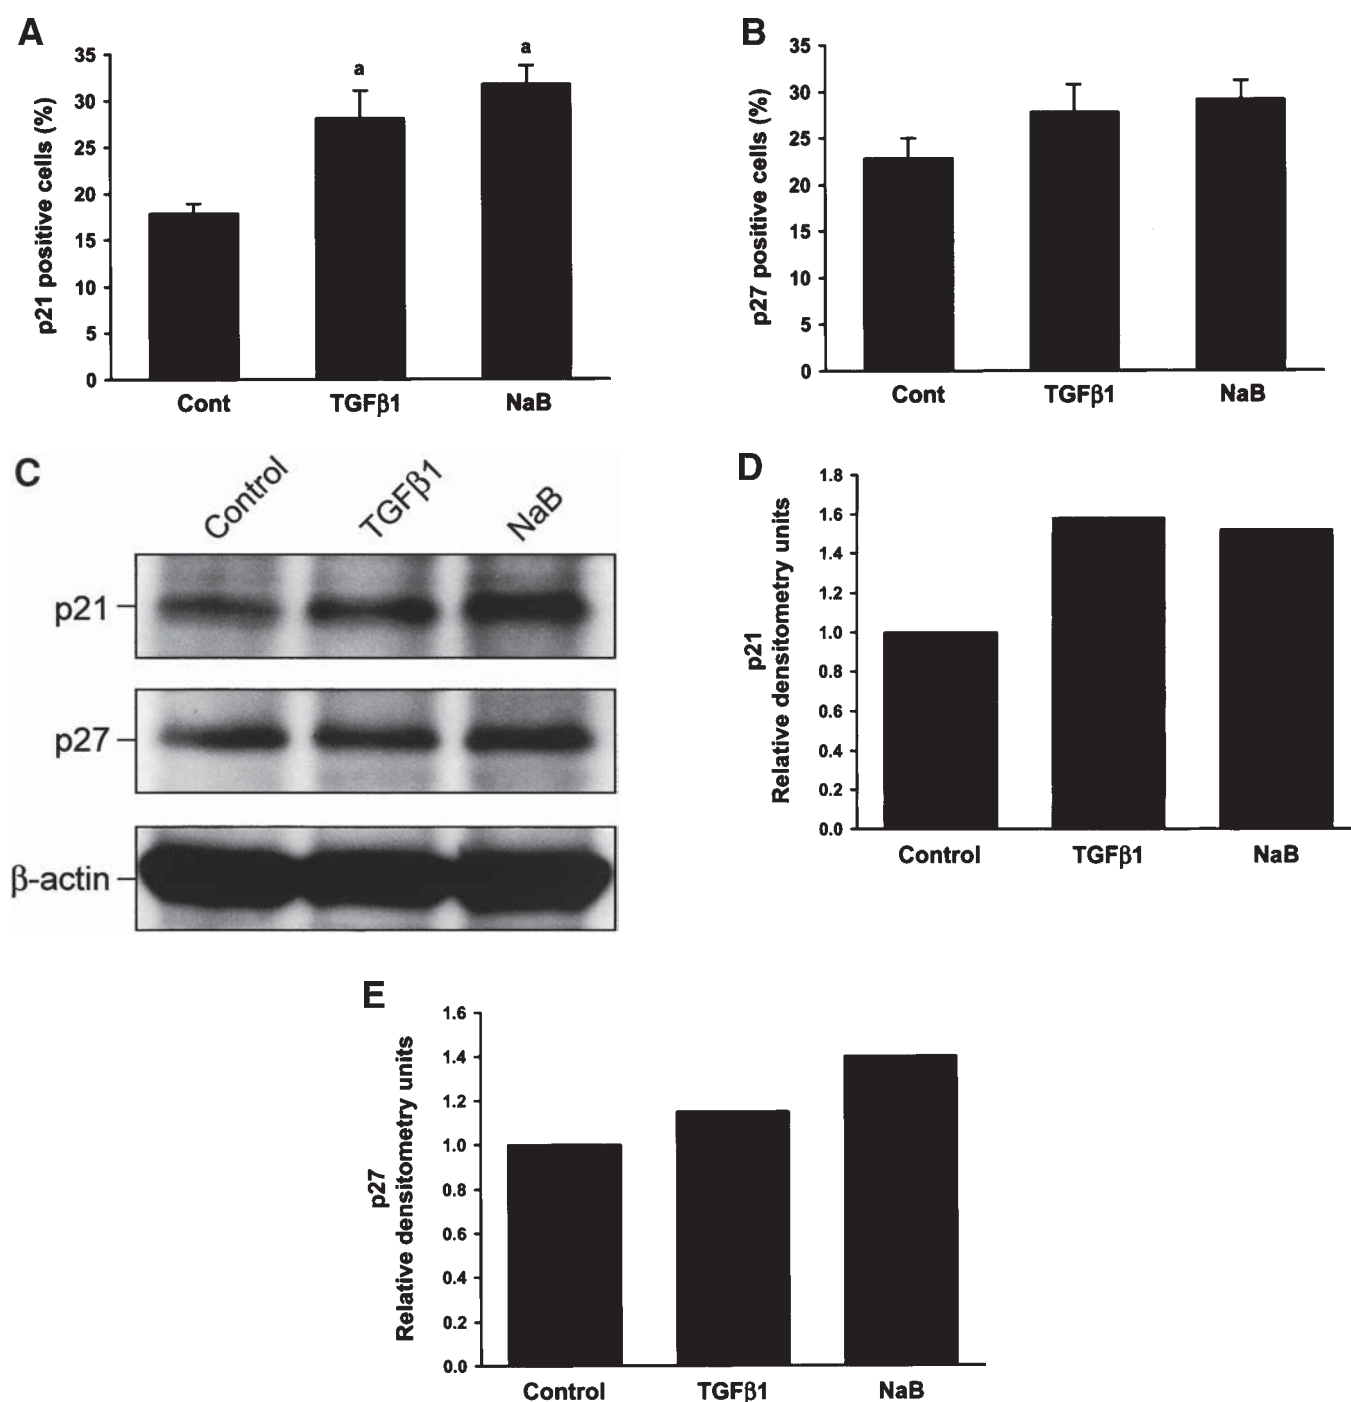 A
p21 positive cells (%)
35
30
25
20
15
10
5
0
a
a
Cont TGFβ1 NaB
B
p27 positive cells (%)
35
30
25
20
15
10
5
0
Cont TGFβ1 NaB
C
Control TGFβ1 NaB
p21
p27
β-actin
D
p21
Relative densitometry units
1.8
1.6
1.4
1.2
1.0
0.8
0.6
0.4
0.2
0.0
Control TGFβ1 NaB
E
p27
Relative densitometry units
1.6
1.4
1.2
1.0
0.8
0.6
0.4
0.2
0.0
Control TGFβ1 NaB